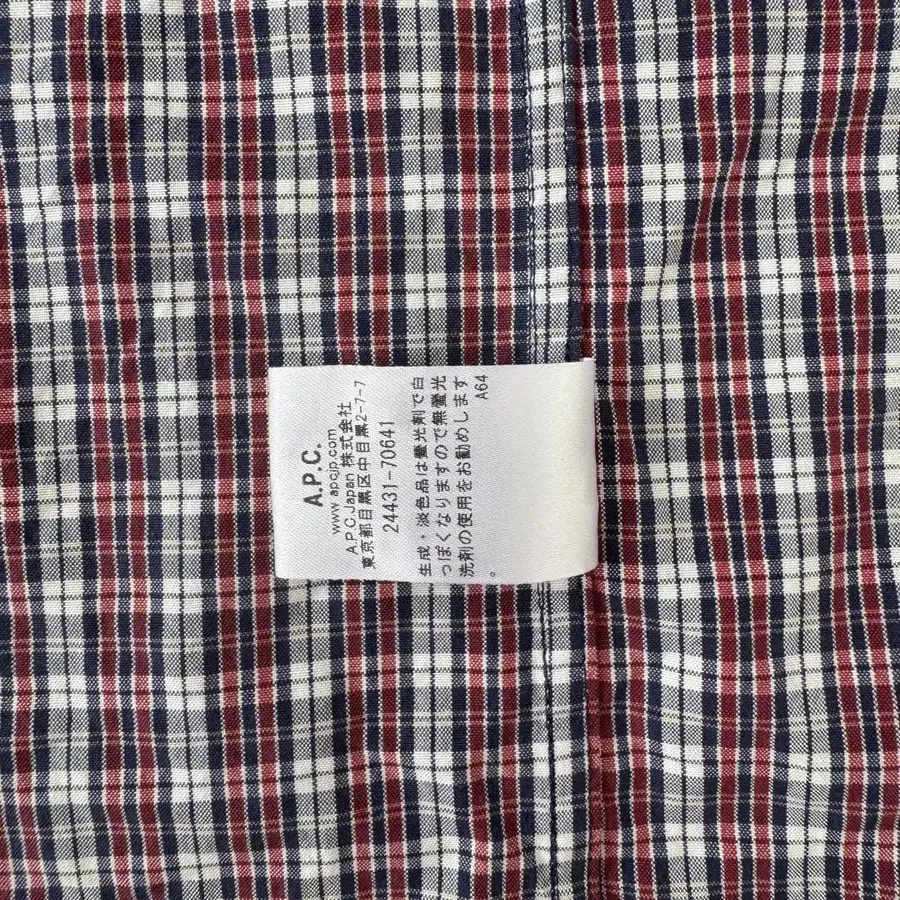 A.P.C.
www.apcjp.com
A.P.C.Japan 株式会社
東京都目黒区中目黒2-7-7
24431-70641
生成・淡色品は螢光剤で白
っぽくなりますので無螢光
洗剤の使用をお勧めします
。
A64